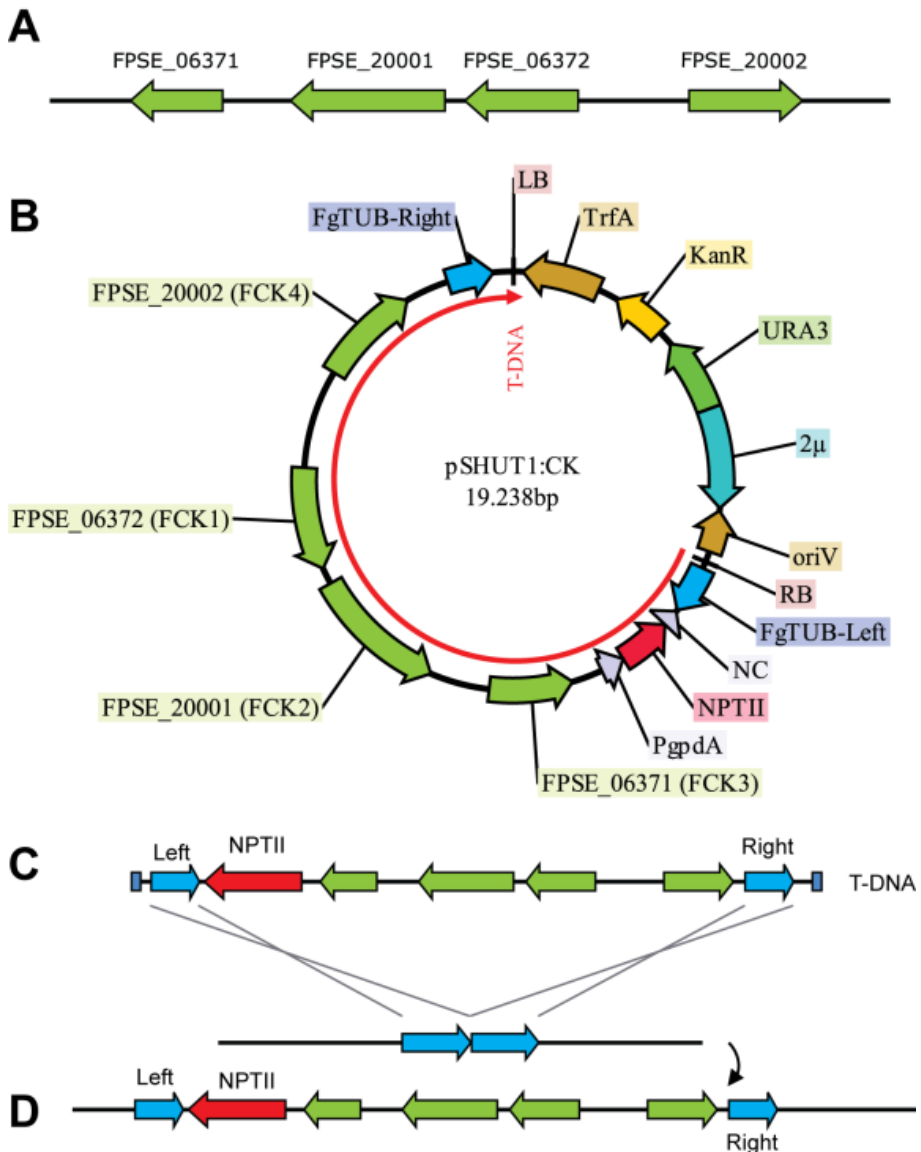 A
FPSE_06371
FPSE_20001
FPSE_06372
FPSE_20002
B
LB
FgTUB-Right
TrfA
KanR
FPSE_20002 (FCK4)
URA3
T-DNA
2µ
pSHUT1:CK
19.238bp
FPSE_06372 (FCK1)
oriV
RB
FgTUB-Left
NC
FPSE_20001 (FCK2)
NPTII
PgpdA
FPSE_06371 (FCK3)
C
Left
NPTII
Right
T-DNA
D
Left
NPTII
Right